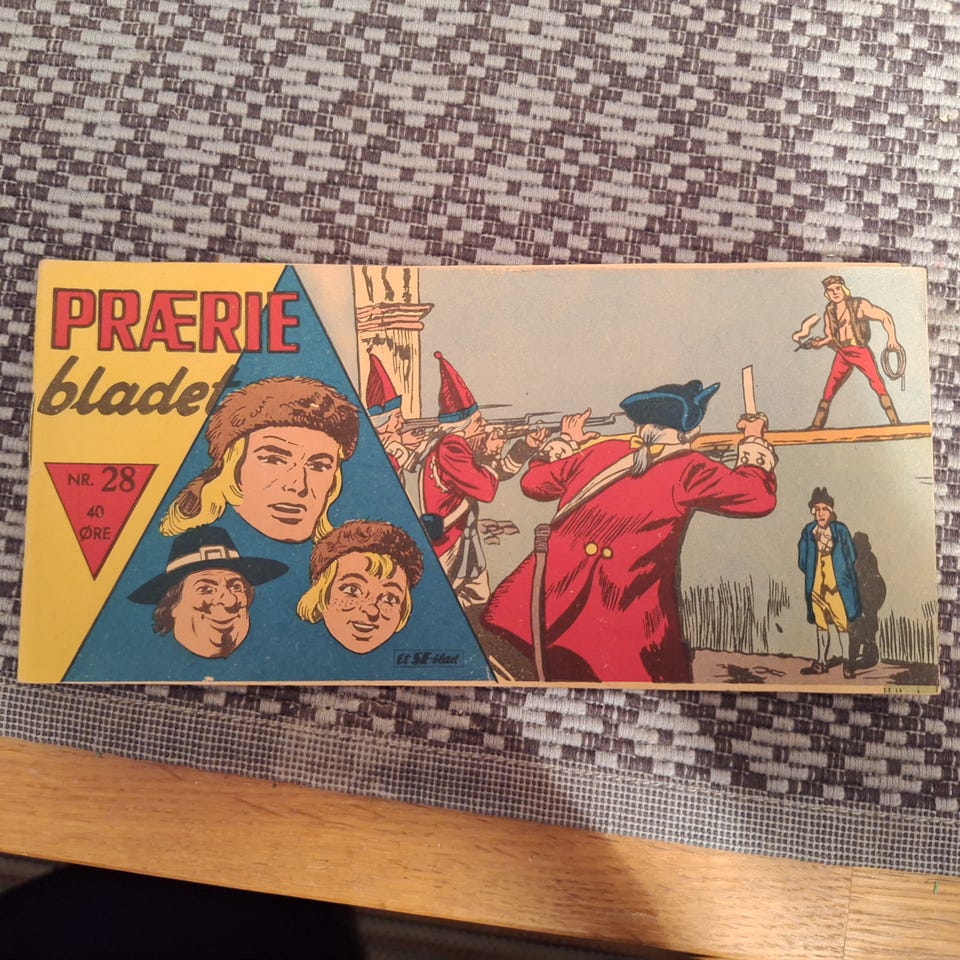 PRÆRIE
bladet
NR. 28
40
ØRE
Et SE-blad